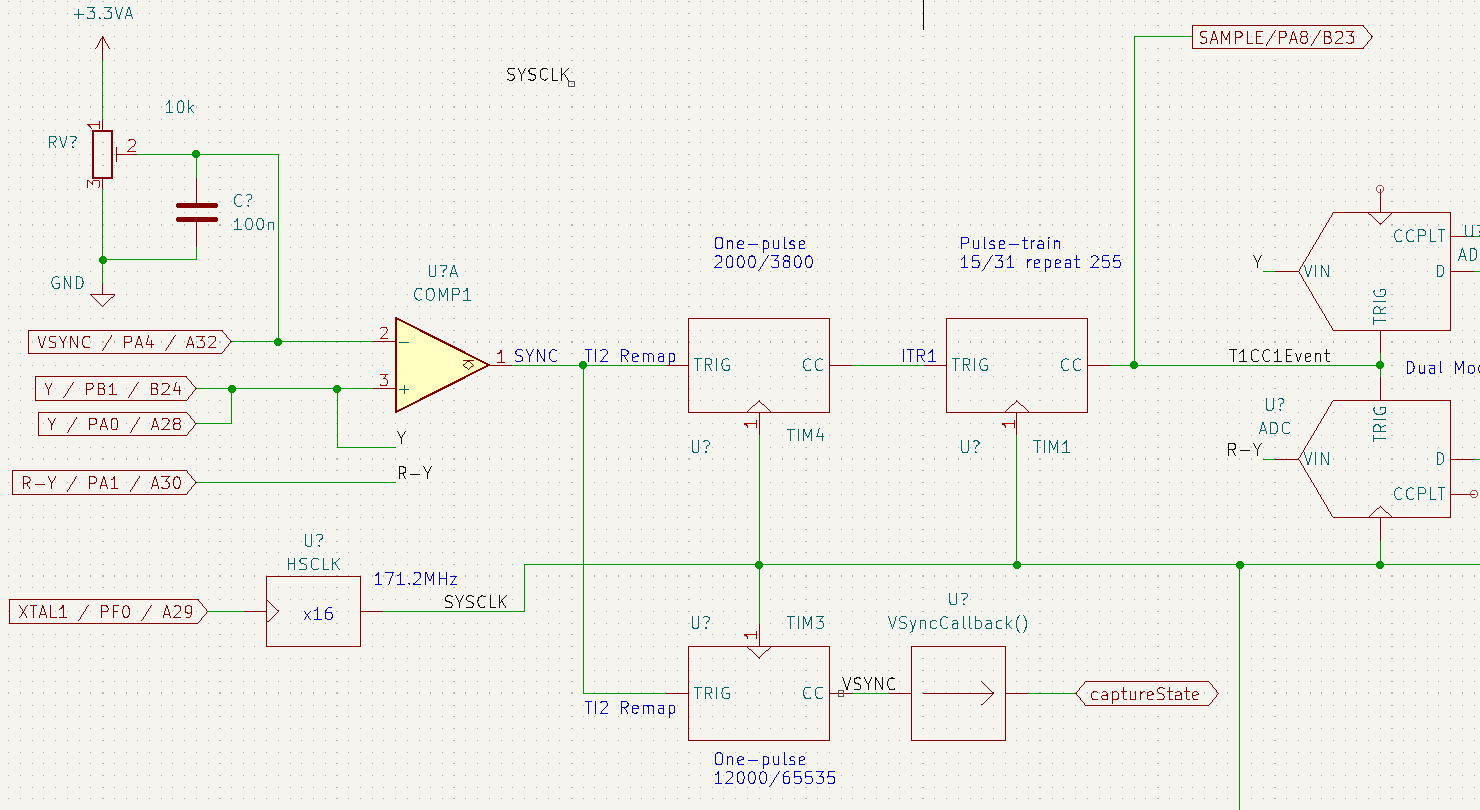 +3.3VA
SAMPLE/PA8/B23
SYSCLK
10k
RV?
1
2
3
C?
100n
GND
One-pulse
2000/3800
Pulse-train
15/31 repeat 255
CCPLT
U?
AD
Y
VIN
D
TRIG
U?A
COMP1
VSYNC / PA4 / A32
2
-
1
SYNC
TI2 Remap
TRIG
CC
ITR1
TRIG
CC
T1CC1Event
Dual Mod
Y / PB1 / B24
3
+
Y / PA0 / A28
1
U?
TIM4
1
U?
TIM1
U?
ADC
TRIG
Y
R-Y
VIN
D
CCPLT
R-Y / PA1 / A30
R-Y
U?
HSCLK
171.2MHz
SYSCLK
XTAL1 / PF0 / A29
x16
U?
TIM3
1
U?
VSyncCallback()
TRIG
CC
VSYNC
captureState
TI2 Remap
One-pulse
12000/65535